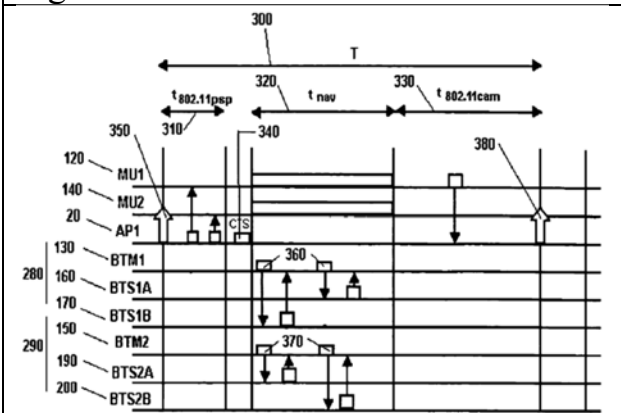 300
T
320
330
t 802.11psp
t nav
t 802.11cam
350
310
340
380
120
MU1
140
MU2
20
AP1
CTS
130
BTM1
360
280
160
BTS1A
170
BTS1B
150
BTM2
370
290
190
BTS2A
200
BTS2B